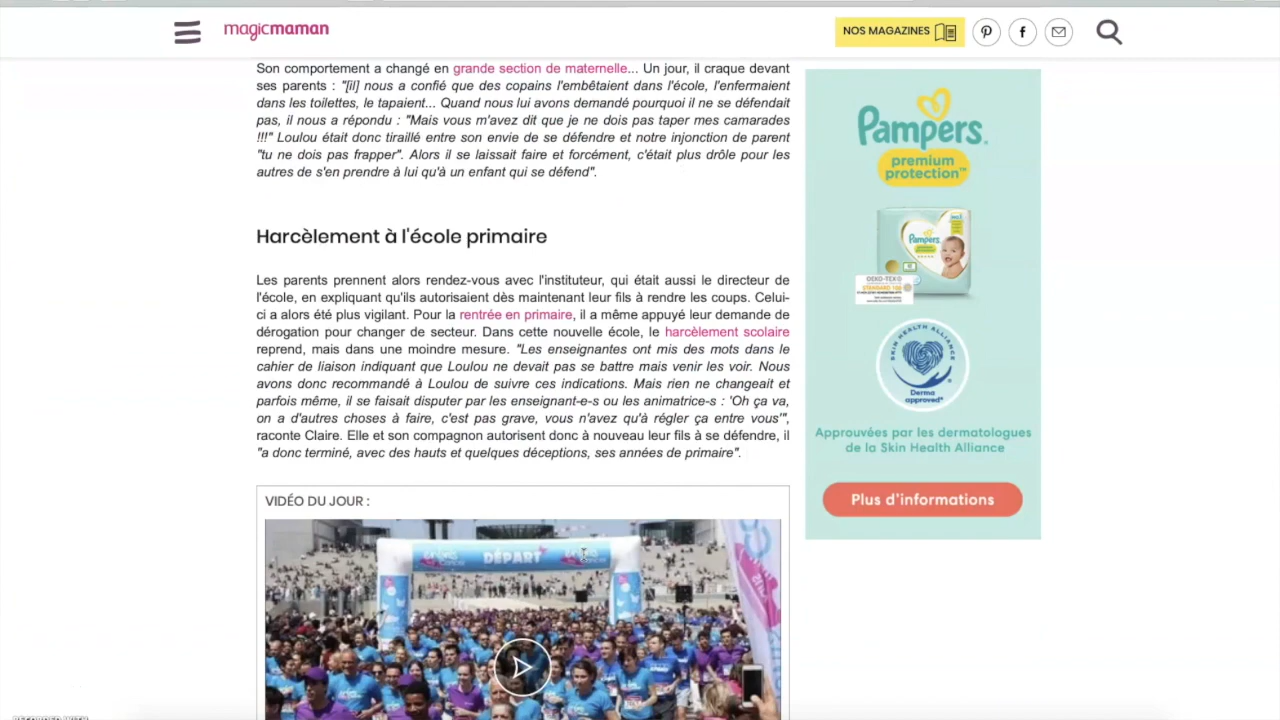 magicmaman
NOS MAGAZINES
Son comportement a changé en grande section de maternelle... Un jour, il craque devant
ses parents : "[il] nous a confié que des copains l'embêtaient dans l'école, l'enfermaient
dans les toilettes, le tapaient... Quand nous lui avons demandé pourquoi il ne se défendait
pas, il nous a répondu : "Mais vous m'avez dit que je ne dois pas taper mes camarades
!!!" Loulou était donc tiraillé entre son envie de se défendre et notre injonction de parent
"tu ne dois pas frapper". Alors il se laissait faire et forcément, c'était plus drôle pour les
autres de s'en prendre à lui qu'à un enfant qui se défend".
Harcèlement à l'école primaire
Les parents prennent alors rendez-vous avec l'instituteur, qui était aussi le directeur de
l'école, en expliquant qu'ils autorisaient dès maintenant leur fils à rendre les coups. Celui-
ci a alors été plus vigilant. Pour la rentrée en primaire, il a même appuyé leur demande de
dérogation pour changer de secteur. Dans cette nouvelle école, le harcèlement scolaire
reprend, mais dans une moindre mesure. "Les enseignantes ont mis des mots dans le
cahier de liaison indiquant que Loulou ne devait pas se battre mais venir les voir. Nous
avons donc recommandé à Loulou de suivre ces indications. Mais rien ne changeait et
parfois même, il se faisait disputer par les enseignant-e-s ou les animatrice-s : 'Oh ça va,
on a d'autres choses à faire, c'est pas grave, vous n'avez qu'à régler ça entre vous'",
raconte Claire. Elle et son compagnon autorisent donc à nouveau leur fils à se défendre, il
"a donc terminé, avec des hauts et quelques déceptions, ses années de primaire".
VIDÉO DU JOUR :
DÉPART
Pampers.
premium
protection™
Pampers
OEKO-TEX®
STANDARD 100
SKIN HEALTH ALLIANCE
Derma
approved*
Approuvées par les dermatologues
de la Skin Health Alliance
Plus d'informations